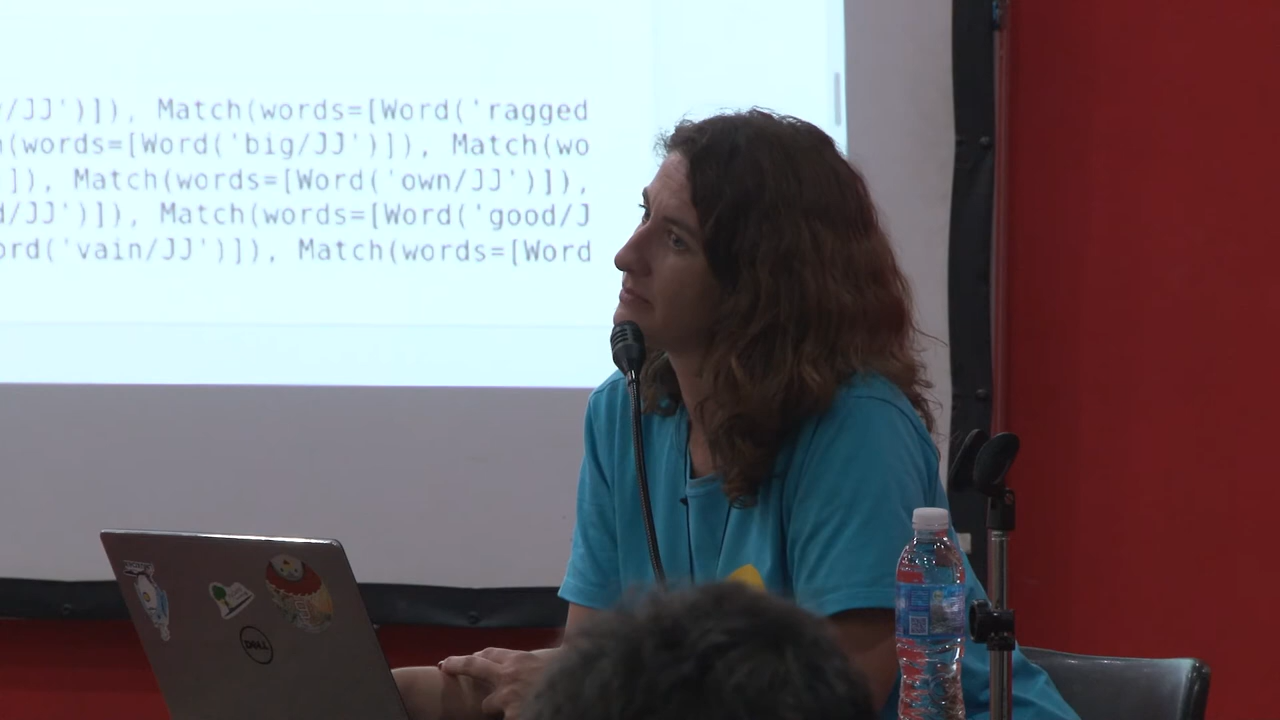 /JJ')]), Match(words=[Word('ragged
(words=[Word('big/JJ')]), Match(wo
]), Match(words=[Word('own/JJ')]),
d/JJ')]), Match(words=[Word('good/J
ord('vain/JJ')]), Match(words=[Word
DELL